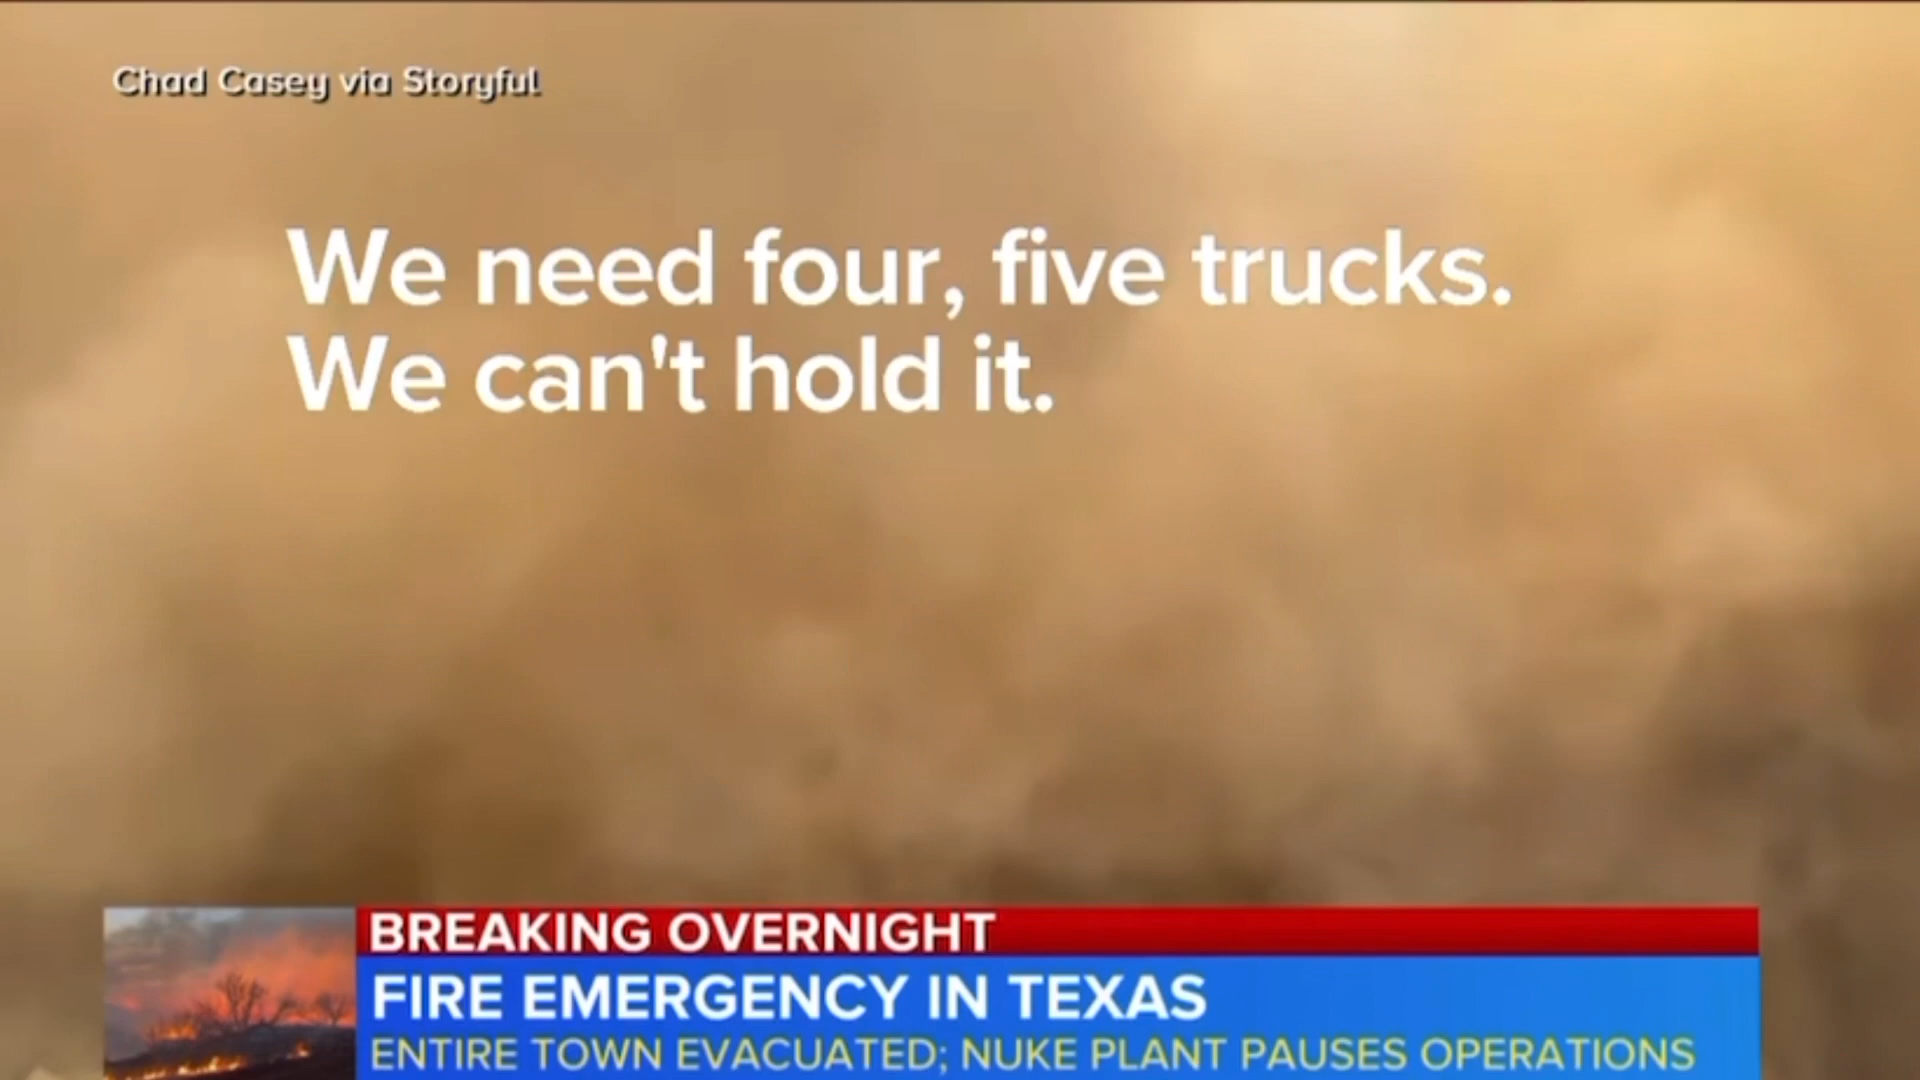 Chad Casey via Storyful
We need four, five trucks.
We can't hold it.
BREAKING OVERNIGHT
FIRE EMERGENCY IN TEXAS
ENTIRE TOWN EVACUATED; NUKE PLANT PAUSES OPERATIONS